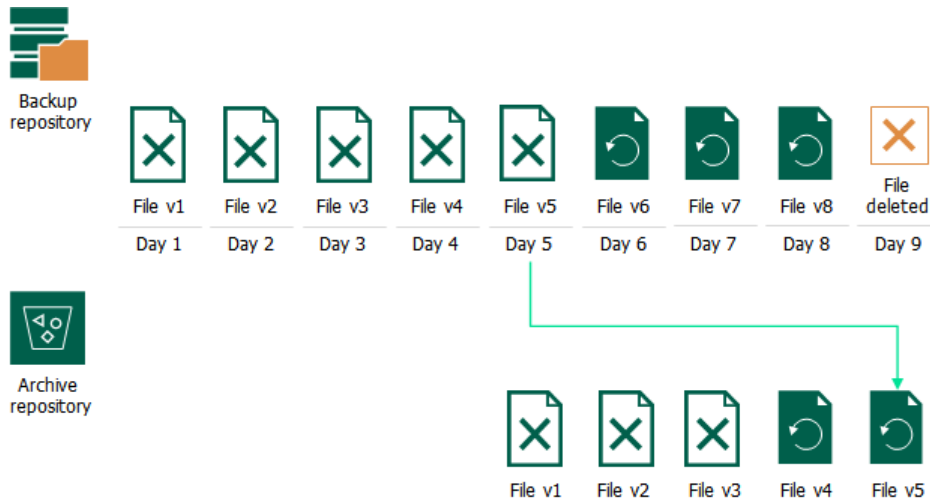 Backup
repository
File v1
File v2
File v3
File v4
File v5
File v6
File v7
File v8
File
deleted
Day 1
Day 2
Day 3
Day 4
Day 5
Day 6
Day 7
Day 8
Day 9
Archive
repository
File v1
File v2
File v3
File v4
File v5